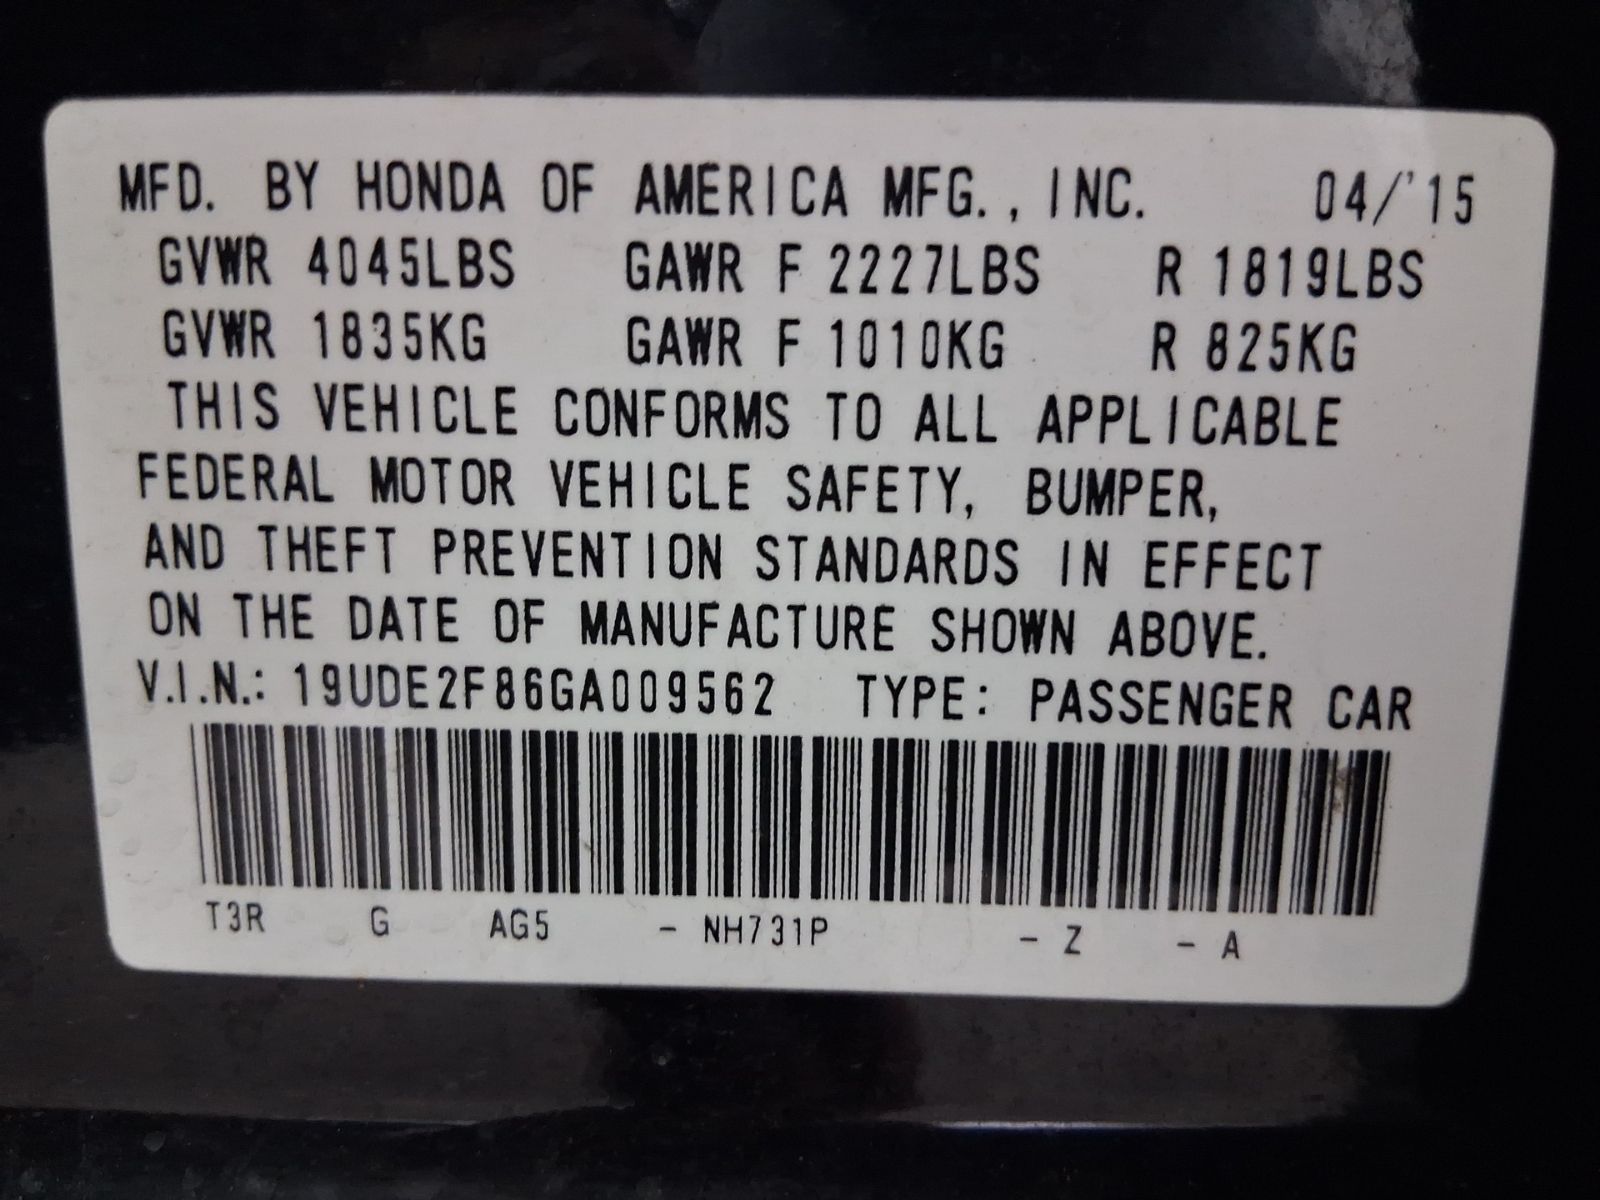 MFD. BY HONDA OF AMERICA MFG., INC. 04/'15
GVWR 4045LBS GAWR F 2227LBS R 1819LBS
GVWR 1835KG GAWR F 1010KG R 825KG
THIS VEHICLE CONFORMS TO ALL APPLICABLE
FEDERAL MOTOR VEHICLE SAFETY, BUMPER,
AND THEFT PREVENTION STANDARDS IN EFFECT
ON THE DATE OF MANUFACTURE SHOWN ABOVE.
V.I.N.: 19UDE2F86GA009562 TYPE: PASSENGER CAR
T3R G AG5 - NH731P - Z - A